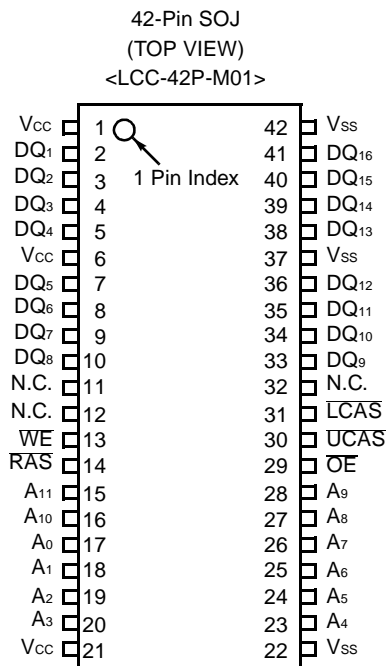 42-Pin SOJ
(TOP VIEW)
<LCC-42P-M01>
VCC 1 42 VSS
DQ1 2 41 DQ16
1 Pin Index
DQ2 3 40 DQ15
DQ3 4 39 DQ14
DQ4 5 38 DQ13
VCC 6 37 VSS
DQ5 7 36 DQ12
DQ6 8 35 DQ11
DQ7 9 34 DQ10
DQ8 10 33 DQ9
N.C. 11 32 N.C.
N.C. 12 31 LCAS
WE 13 30 UCAS
RAS 14 29 OE
A11 15 28 A9
A10 16 27 A8
A0 17 26 A7
A1 18 25 A6
A2 19 24 A5
A3 20 23 A4
VCC 21 22 VSS